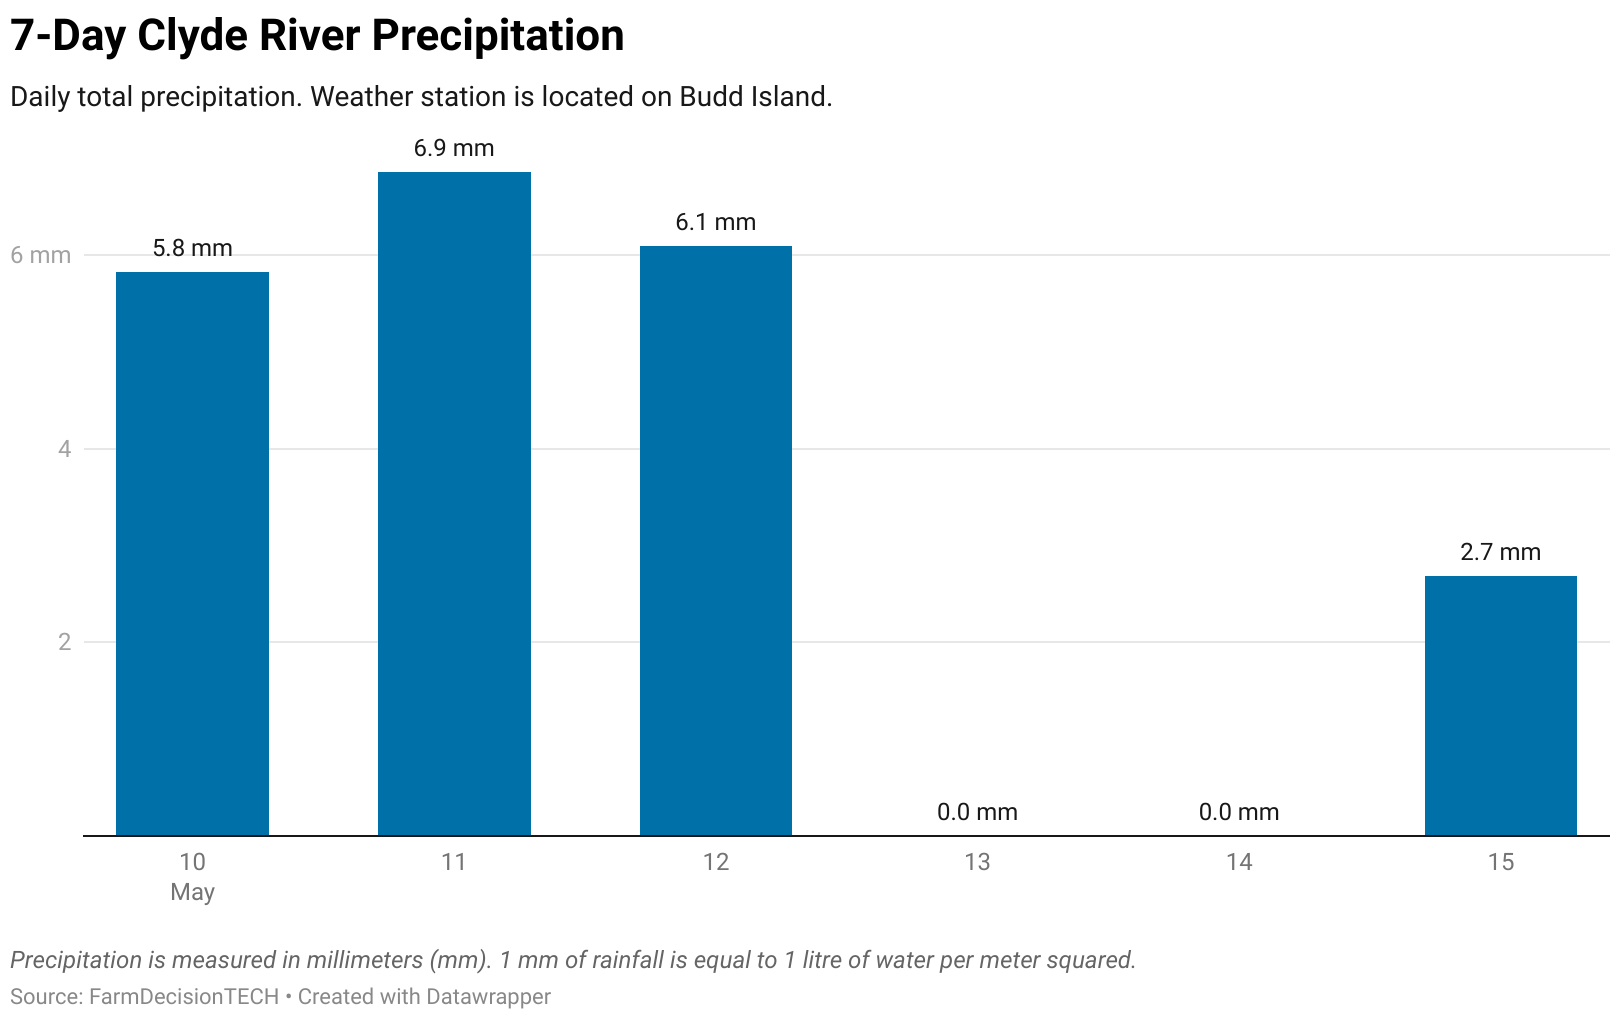 7-Day Clyde River Precipitation
Daily total precipitation. Weather station is located on Budd Island.
6.9 mm
6.1 mm
5.8 mm
6 mm
4
2.7 mm
2
0.0 mm
0.0 mm
10
11
12
13
14
15
May
Precipitation is measured in millimeters (mm). 1 mm of rainfall is equal to 1 litre of water per meter squared.
Source: FarmDecisionTECH • Created with Datawrapper